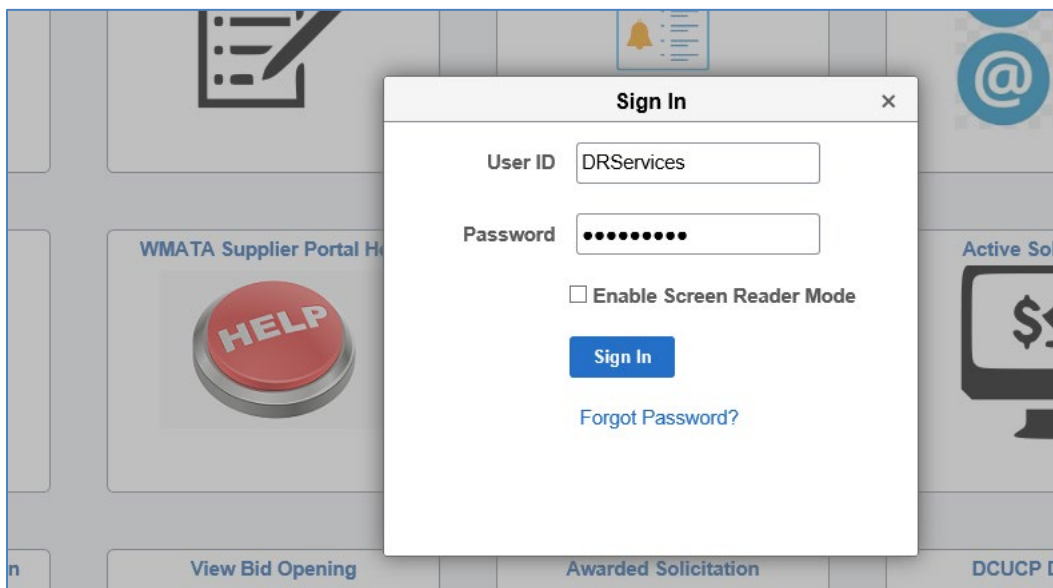 @
Sign In ×
User ID DRServices
Password •••••••••
Enable Screen Reader Mode
Sign In
Forgot Password?
WMATA Supplier Portal
HELP
Active
$
n
View Bid Opening
Awarded Solicitation
DCUCP